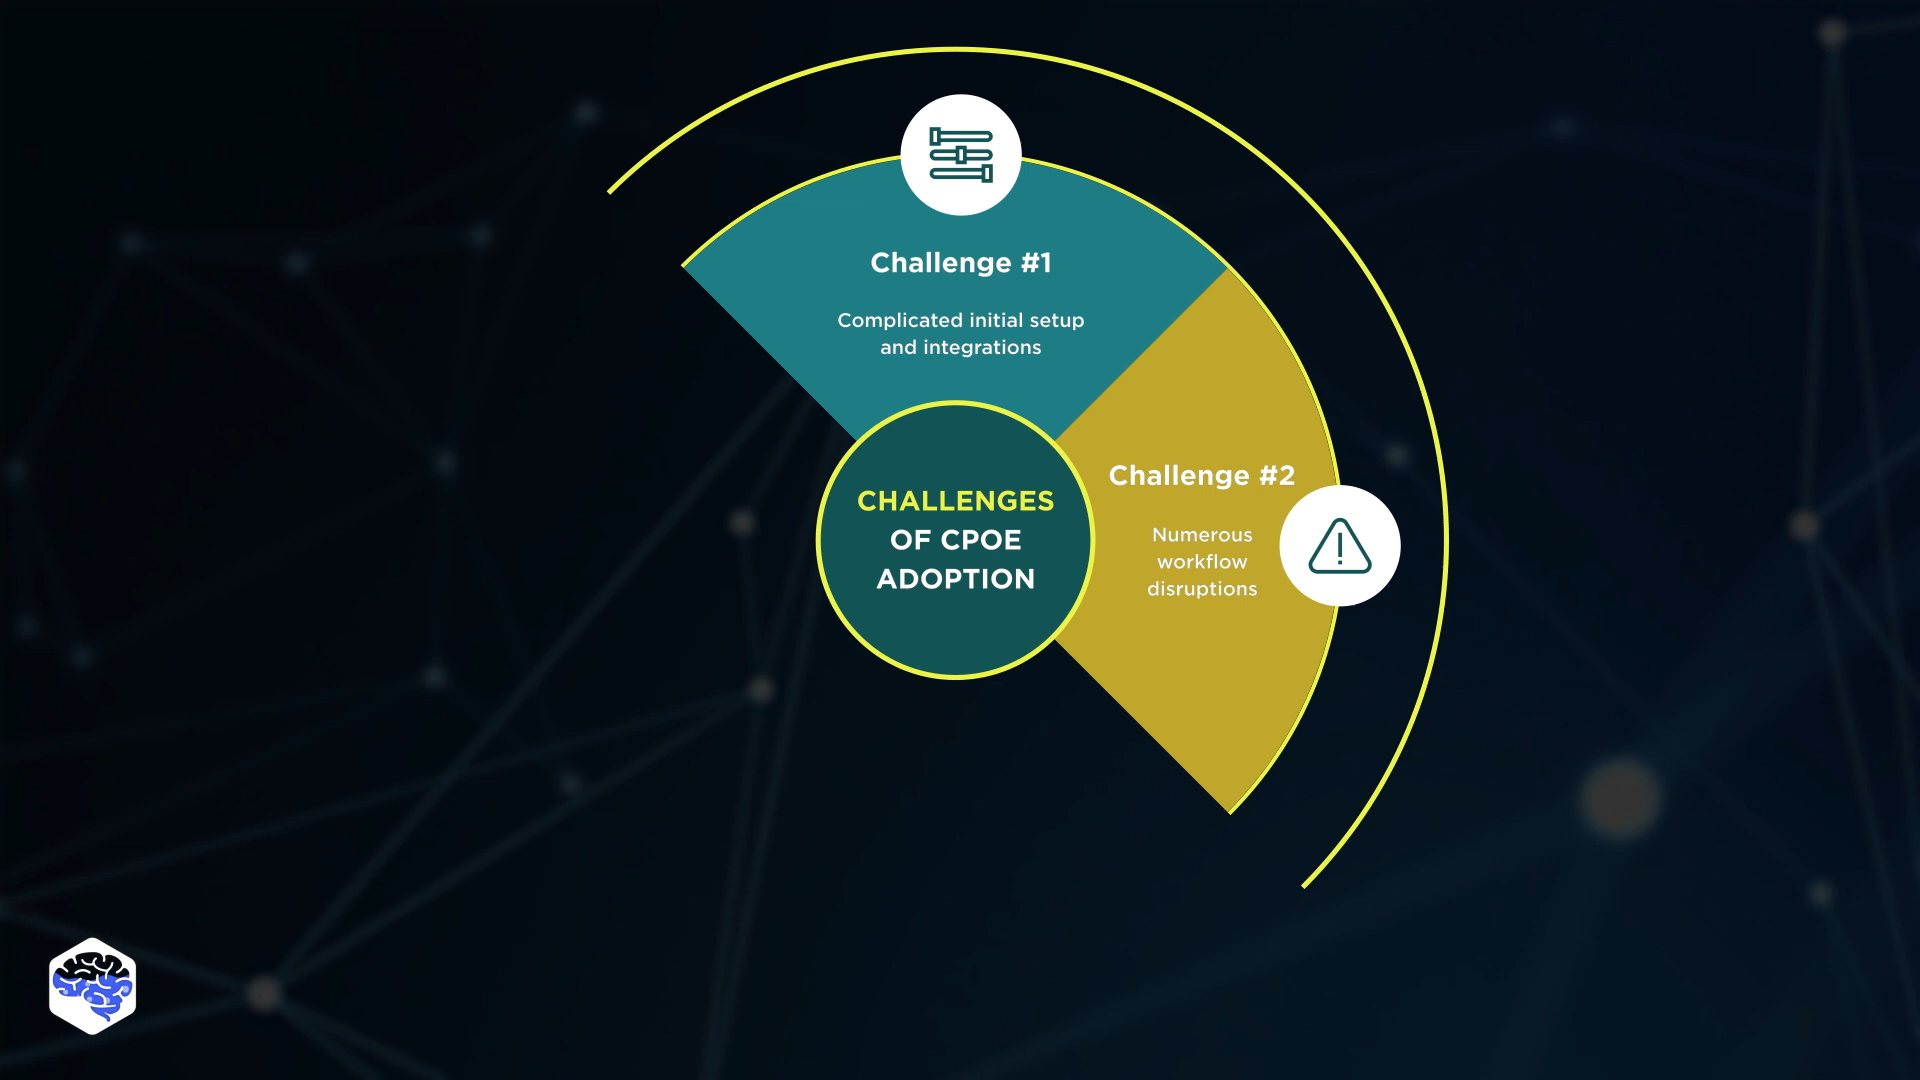 Challenge #1
Complicated initial setup
and integrations
CHALLENGES
OF CPOE
ADOPTION
Challenge #2
Numerous
workflow
disruptions